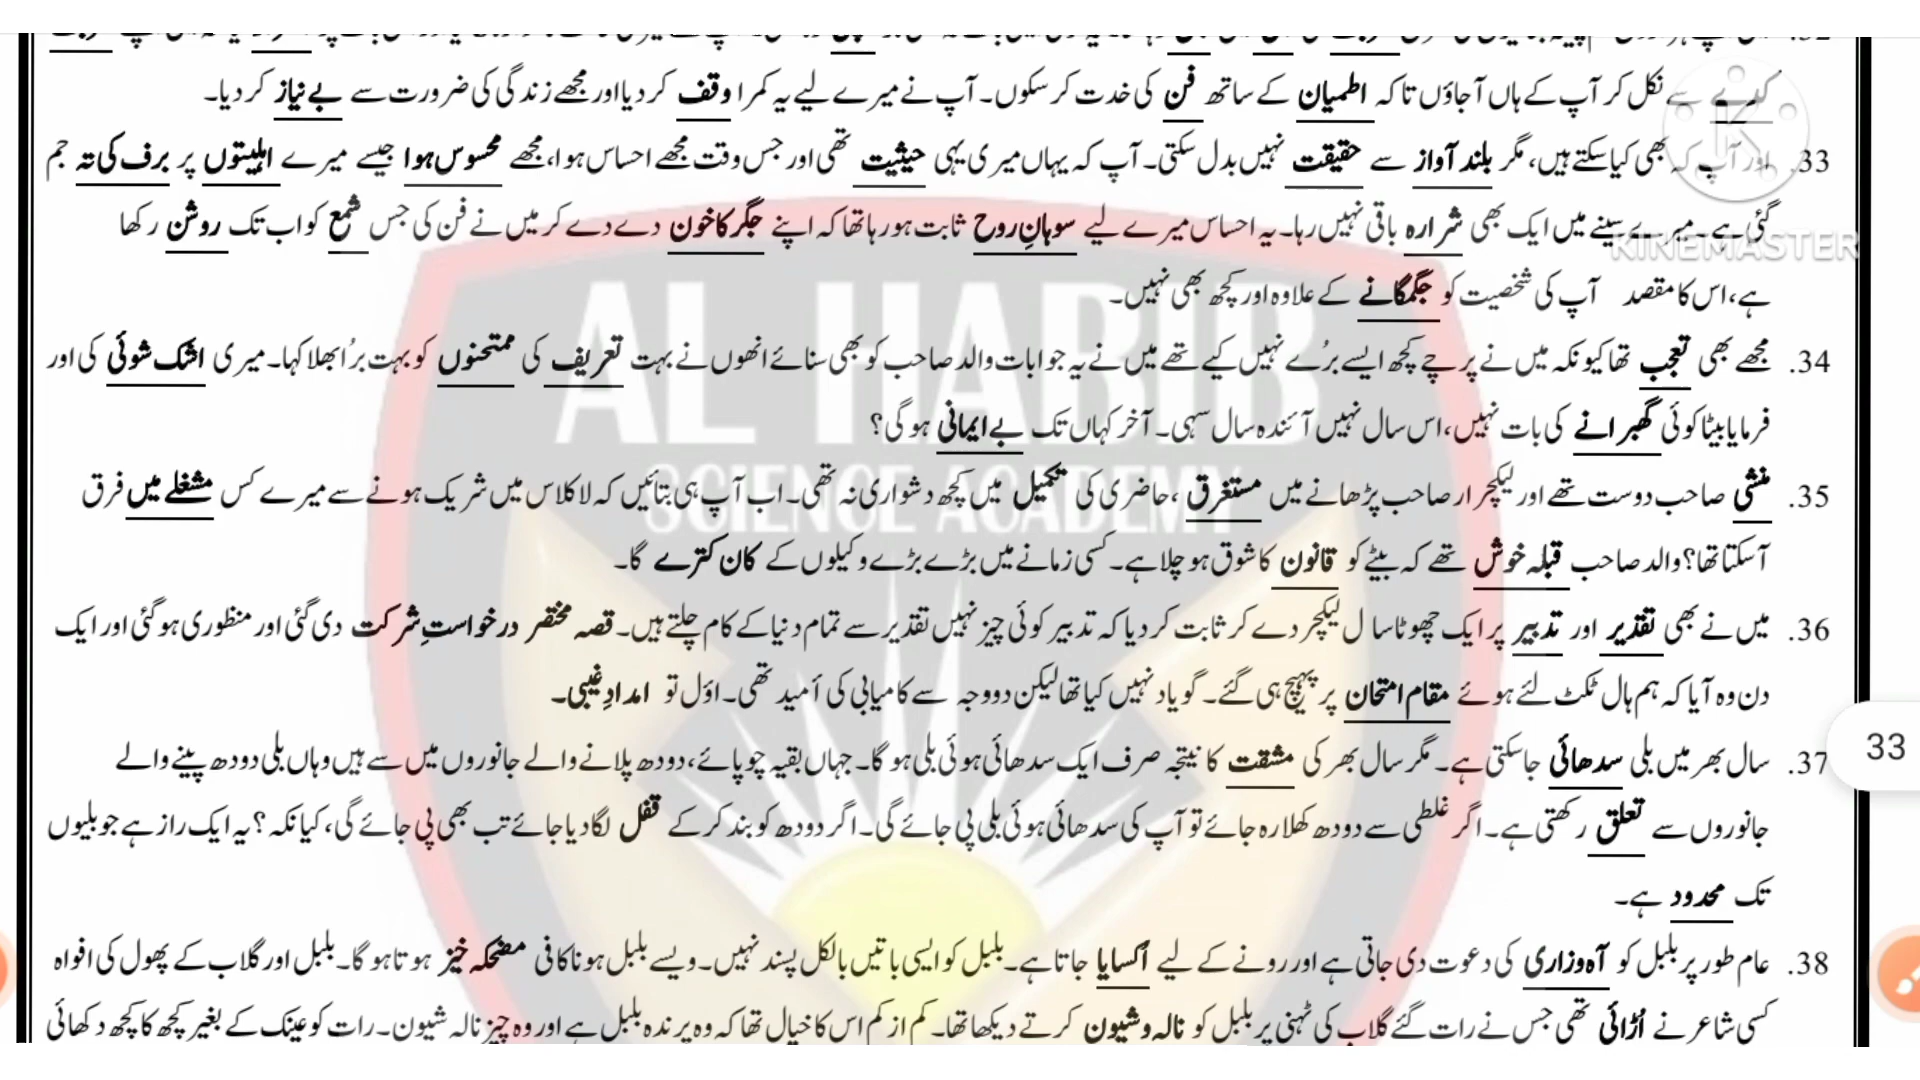 کمرے سے نکل کر آپ کے ہاں آ جاؤں تاکہ اطمیان کے ساتھ فن کی خدت کر سکوں۔ آپ نے میرے لیے یہ کمرا وقف کر دیا اور مجھے زندگی کی ضرورت سے بے نیاز کر دیا۔
33. اور آپ کہ بھی کیا سکتے ہیں، مگر بلند آواز سے حقیقت نہیں بدل سکتی۔ آپ کہ یہاں میری یہی حیثیت تھی اور جس وقت مجھے احساس ہوا، مجھے محسوس ہوا جیسے میرے اہلیتوں پر برف کی تہ جم
گئی ہے۔ میرے سینے میں ایک بھی شرارہ باقی نہیں رہا۔ یہ احساس میرے لیے سوہانِ روح ثابت ہو رہا تھا کہ اپنے جگر کا خون دے دے کر میں نے فن کی جس شمع کو اب تک روشن رکھا
KINEMASTER
ہے، اس کا مقصد آپ کی شخصیت کو جگمگانے کے علاوہ اور کچھ بھی نہیں۔
AL HABIB
34. مجھے بھی تعجب تھا کیونکہ میں نے پرچے کچھ ایسے بُرے نہیں کیے تھے میں نے یہ جوابات والد صاحب کو بھی سنائے انھوں نے بہت تعریف کی ممتحنوں کو بہت بُرا بھلا کہا۔ میری اشک شوئی کی اور
فرمایا بیٹا کوئی گھبرانے کی بات نہیں، اس سال نہیں آئندہ سال سہی۔ آخر کہاں تک بے ایمانی ہو گی؟
SCIENCE ACADEMY
35. منشی صاحب دوست تھے اور لیکچرار صاحب پڑھانے میں مستغرق، حاضری کی تکمیل میں کچھ دشواری نہ تھی۔ اب آپ ہی بتائیں کہ لا کلاس میں شریک ہونے سے میرے کس مشغلے میں فرق
آ سکتا تھا؟ والد صاحب قبلہ خوش تھے کہ بیٹے کو قانون کا شوق ہو چلا ہے۔ کسی زمانے میں بڑے بڑے وکیلوں کے کان کترے گا۔
36. میں نے بھی تقدیر اور تدبیر پر ایک چھوٹا سا لیکچر دے کر ثابت کر دیا کہ تدبیر کوئی چیز نہیں تقدیر سے تمام دنیا کے کام چلتے ہیں۔ قصہ مختصر درخواستِ شرکت دی گئی اور منظوری ہو گئی اور ایک
دن وہ آیا کہ ہم ہال ٹکٹ لئے ہوئے مقام امتحان پر پہنچ ہی گئے۔ گو یاد نہیں کیا تھا لیکن دو وجہ سے کامیابی کی اُمید تھی۔ اوّل تو امدادِ غیبی۔
37. سال بھر میں بلی سدھائی جا سکتی ہے۔ مگر سال بھر کی مشقت کا نتیجہ صرف ایک سدھائی ہوئی بلی ہو گا۔ جہاں بقیہ چوپائے، دودھ پلانے والے جانوروں میں سے ہیں وہاں بلی دودھ پینے والے
33
جانوروں سے تعلق رکھتی ہے۔ اگر غلطی سے دودھ کھلا رہ جائے تو آپ کی سدھائی ہوئی بلی پی جائے گی۔ اگر دودھ کو بند کر کے قفل لگا دیا جائے تب بھی پی جائے گی، کیا نکہ؟ یہ ایک راز ہے جو بلیوں
تک محدود ہے۔
38. عام طور پر بلبل کو آہ وزاری کی دعوت دی جاتی ہے اور رونے کے لیے اُکسایا جاتا ہے۔ بلبل کو ایسی باتیں بالکل پسند نہیں۔ ویسے بلبل ہونا کافی مضحکہ خیز ہوتا ہو گا۔ بلبل اور گلاب کے پھول کی افواہ
کسی شاعر نے اُڑائی تھی جس نے رات گئے گلاب کی ٹہنی پر بلبل کو نالہ و شیون کرتے دیکھا تھا۔ کم از کم اس کا خیال تھا کہ وہ پرندہ بلبل ہے اور وہ چیز نالہ شیون۔ رات کو عینک کے بغیر کچھ کا کچھ دکھائی